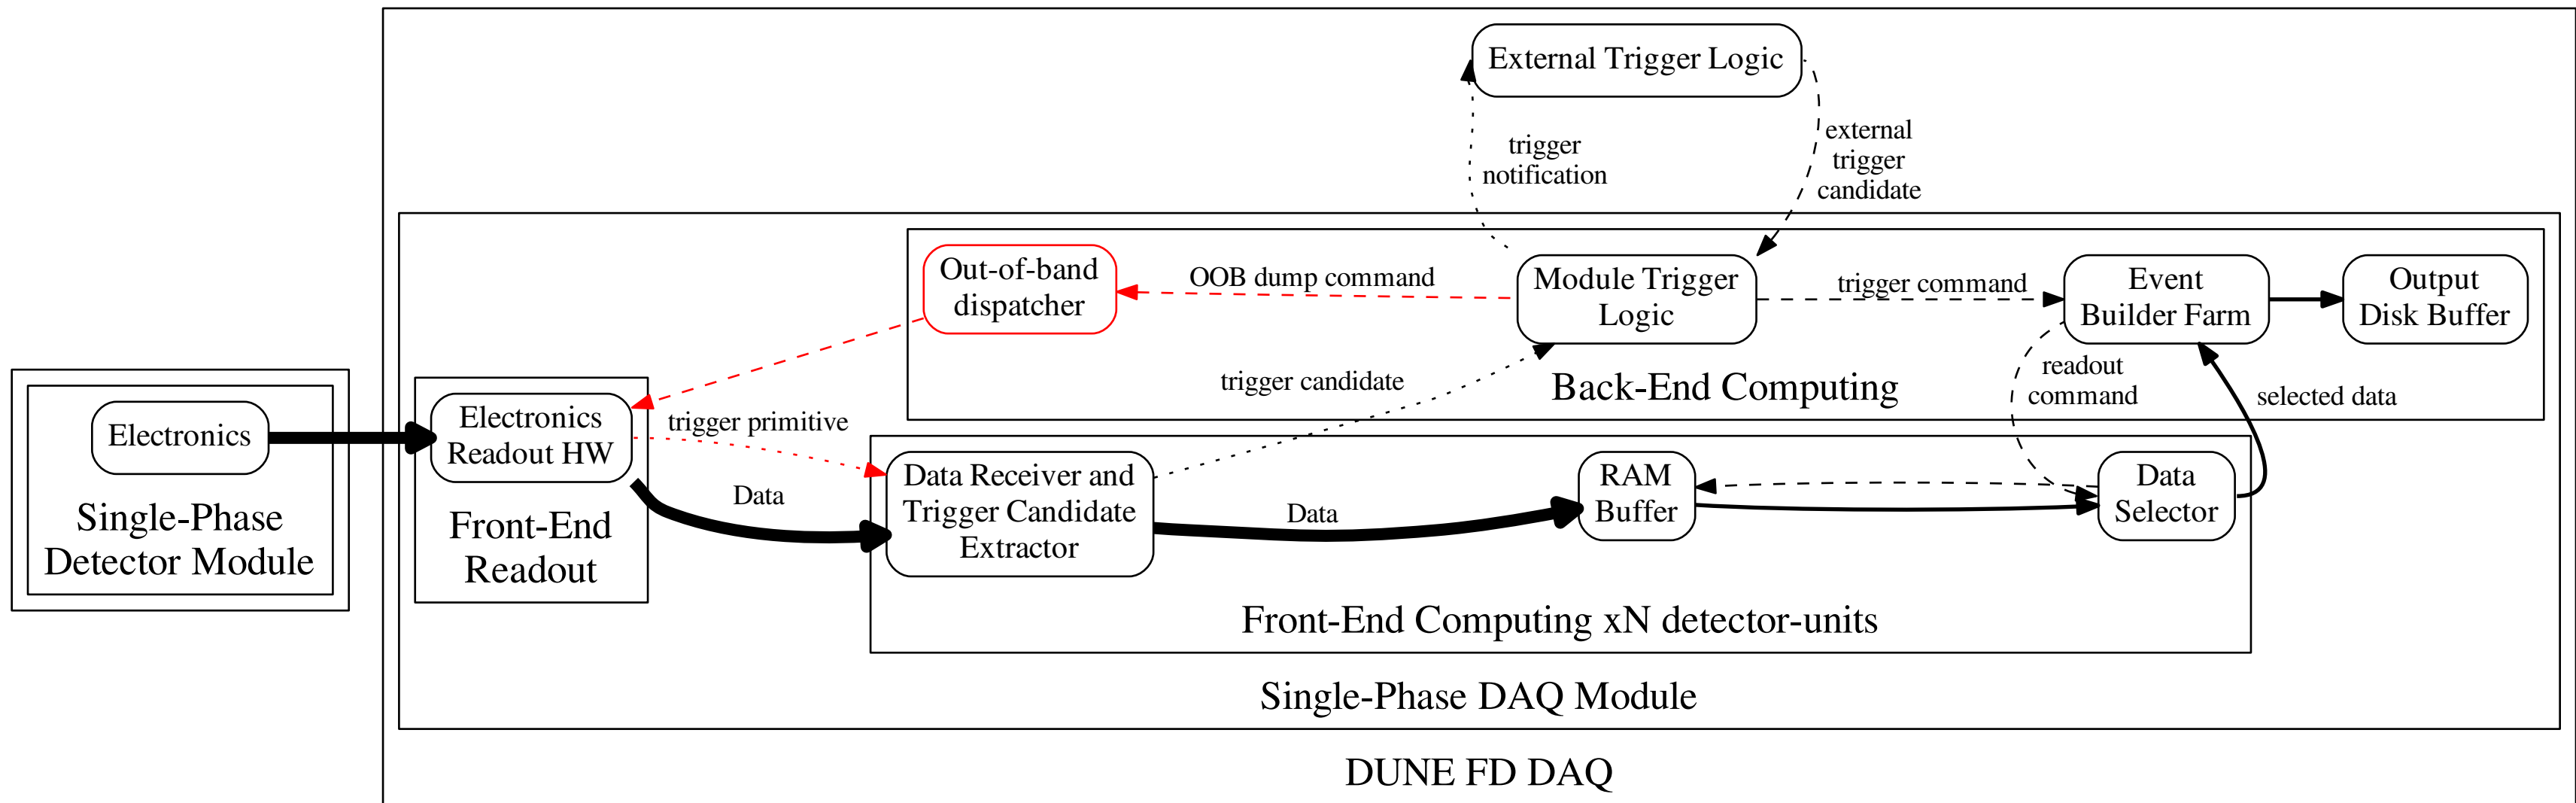 External Trigger Logic
trigger
notification
external
trigger
candidate
Out-of-band
dispatcher
OOB dump command
Module Trigger
Logic
trigger command
Event
Builder Farm
Output
Disk Buffer
readout
command
selected data
trigger candidate
Back-End Computing
Electronics
Single-Phase
Detector Module
Electronics
Readout HW
Front-End
Readout
trigger primitive
Data
Data Receiver and
Trigger Candidate
Extractor
Data
RAM
Buffer
Data
Selector
Front-End Computing xN detector-units
Single-Phase DAQ Module
DUNE FD DAQ